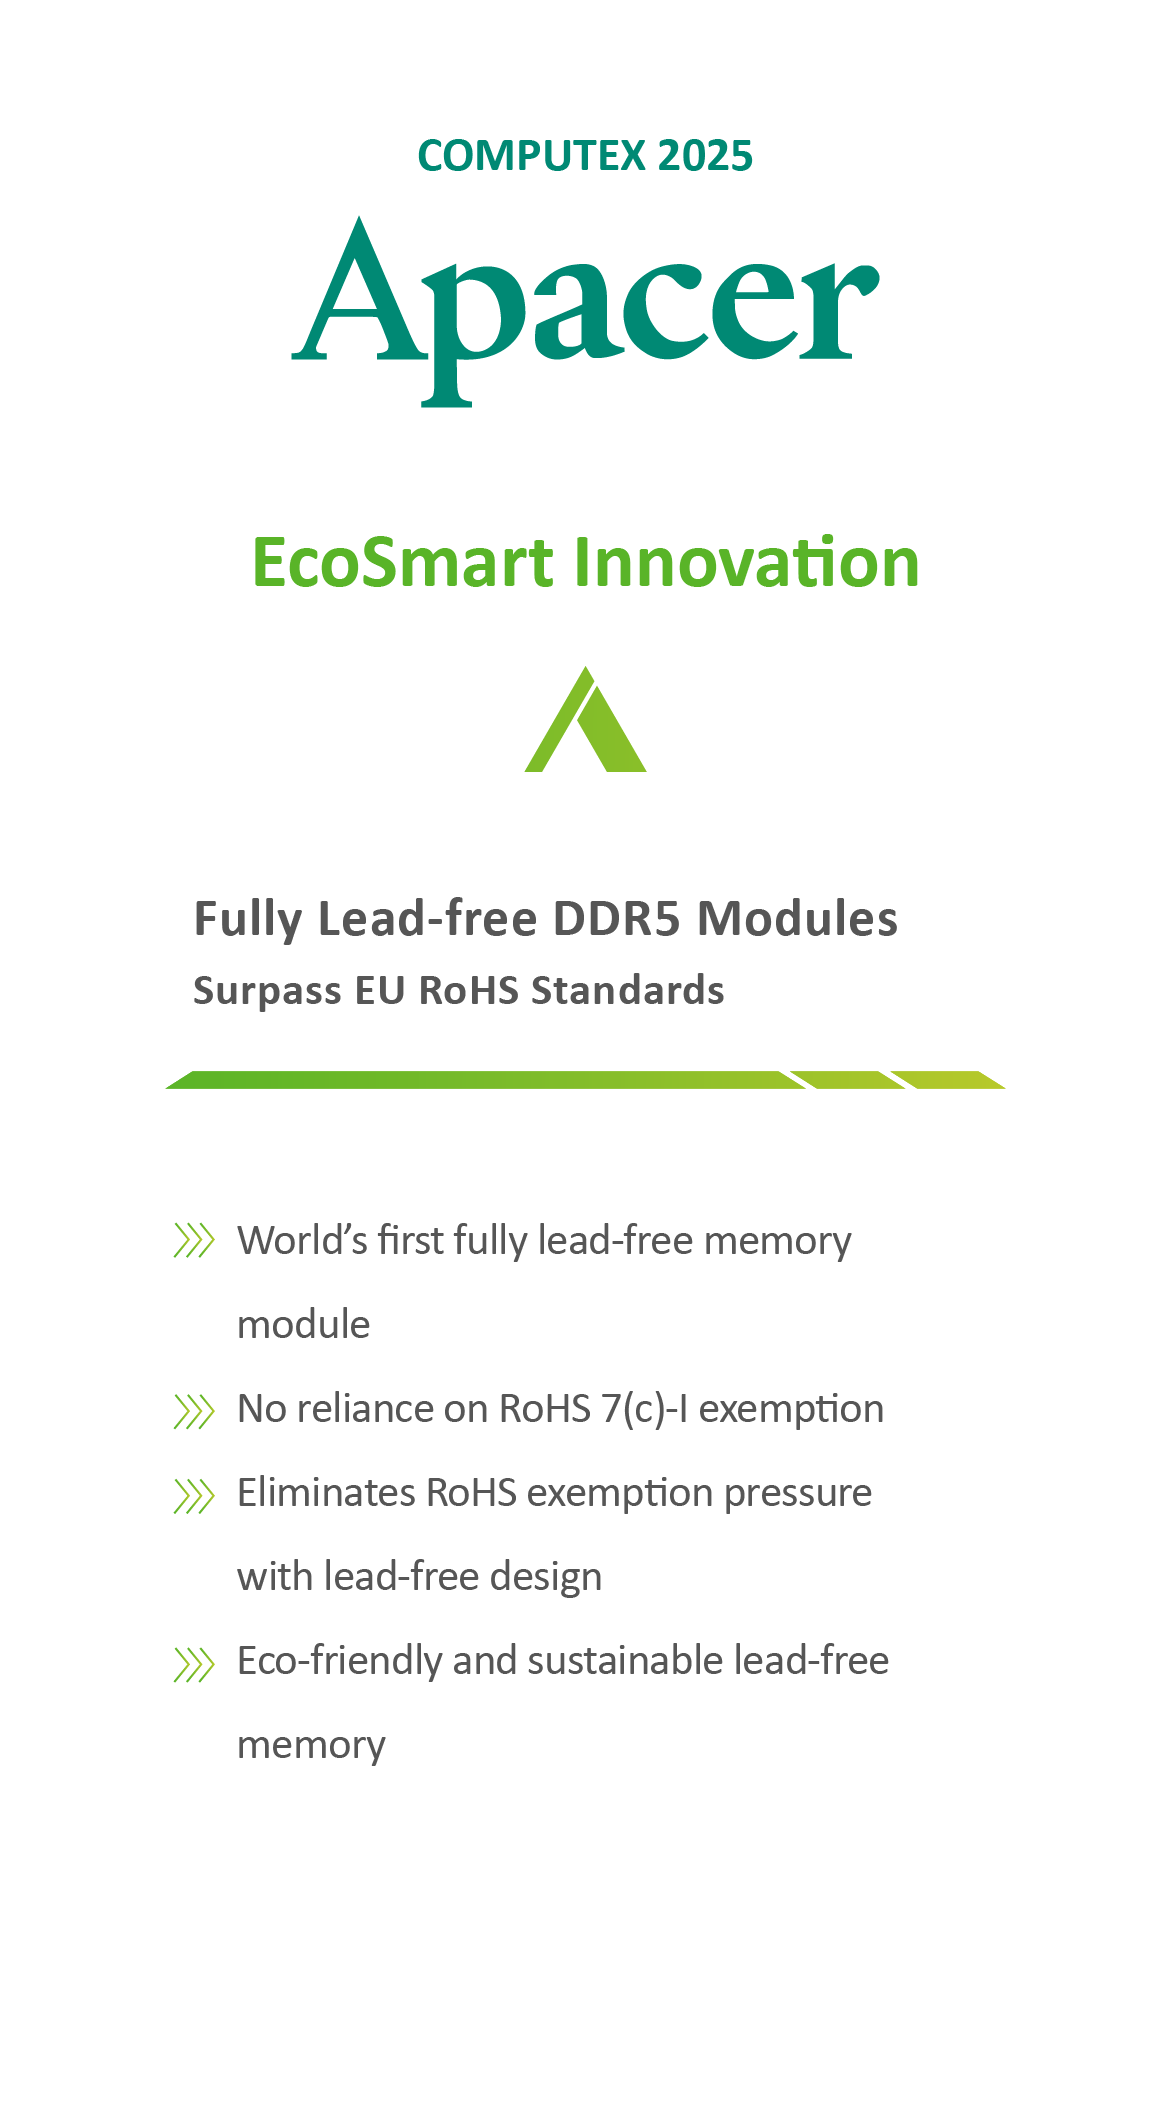 COMPUTEX 2025
Apacer
EcoSmart Innovation
Fully Lead-free DDR5 Modules
Surpass EU RoHS Standards
World’s first fully lead-free memory
module
No reliance on RoHS 7(c)-I exemption
Eliminates RoHS exemption pressure
with lead-free design
Eco-friendly and sustainable lead-free
memory